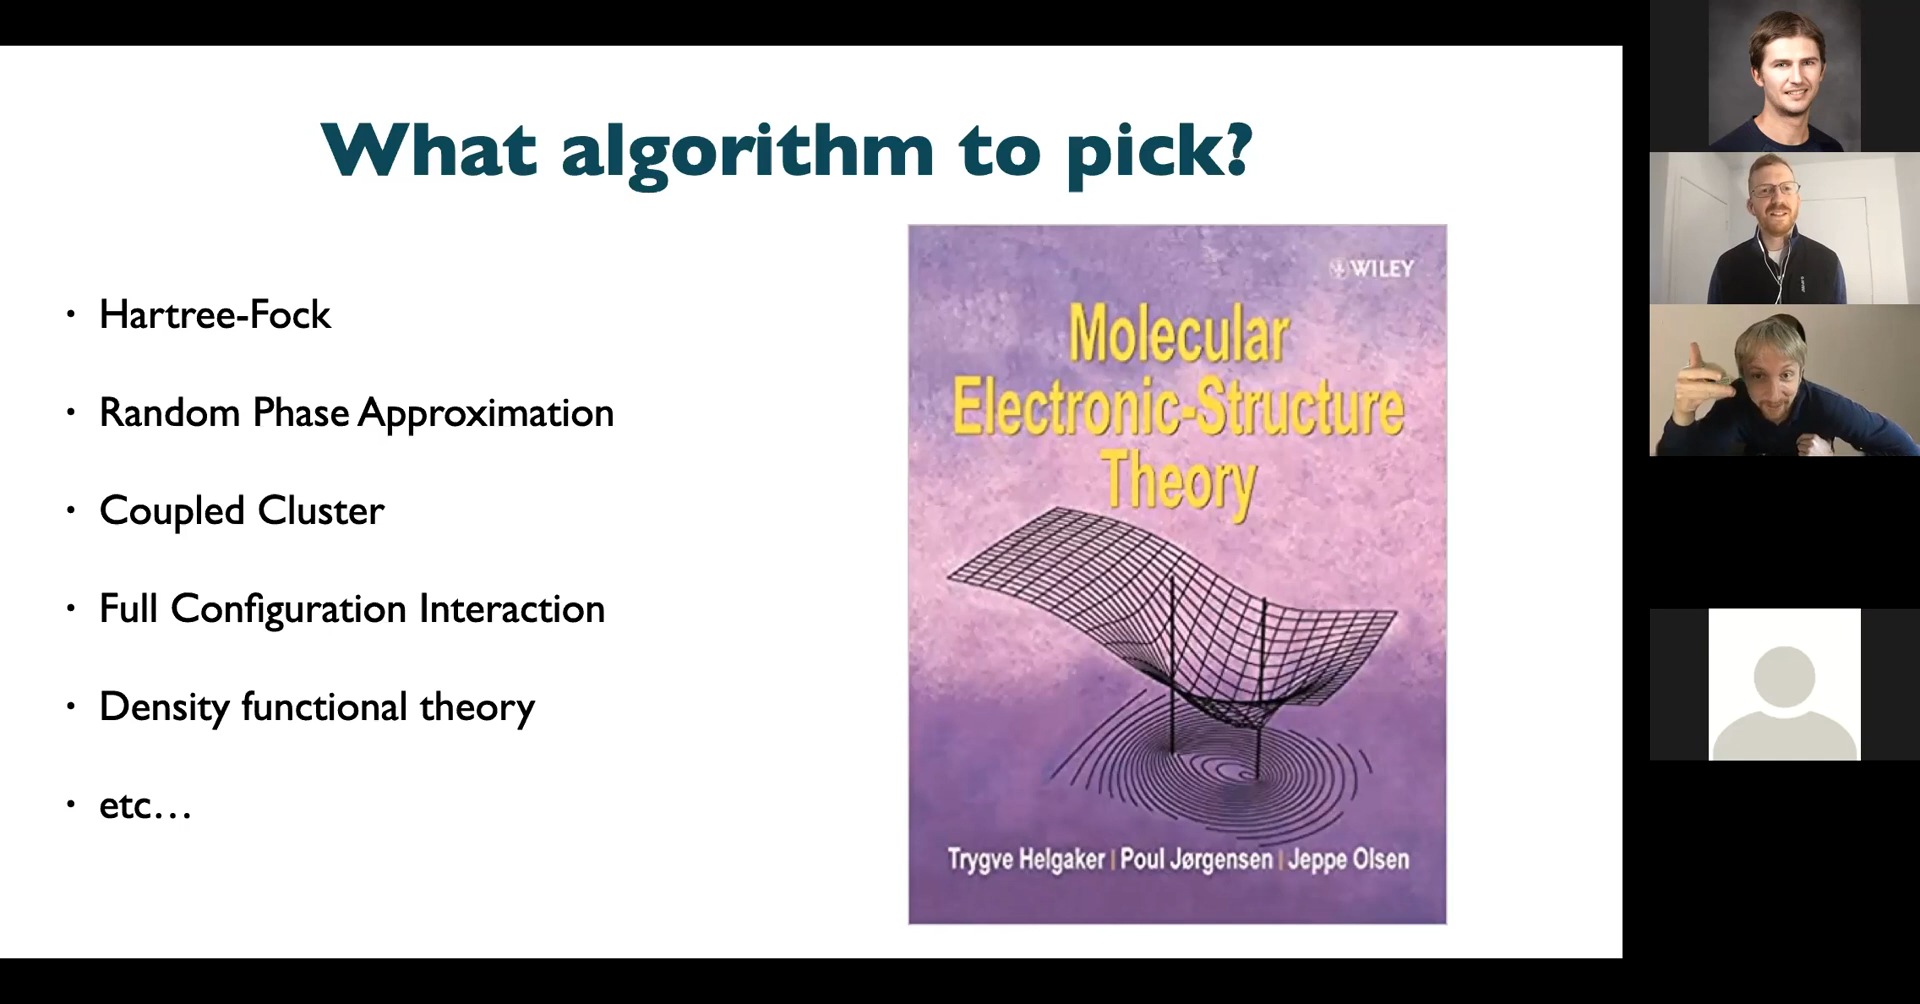 What algorithm to pick?
• Hartree-Fock
• Random Phase Approximation
• Coupled Cluster
• Full Configuration Interaction
• Density functional theory
• etc…
WILEY
Molecular
Electronic-Structure
Theory
Trygve Helgaker | Poul Jørgensen | Jeppe Olsen